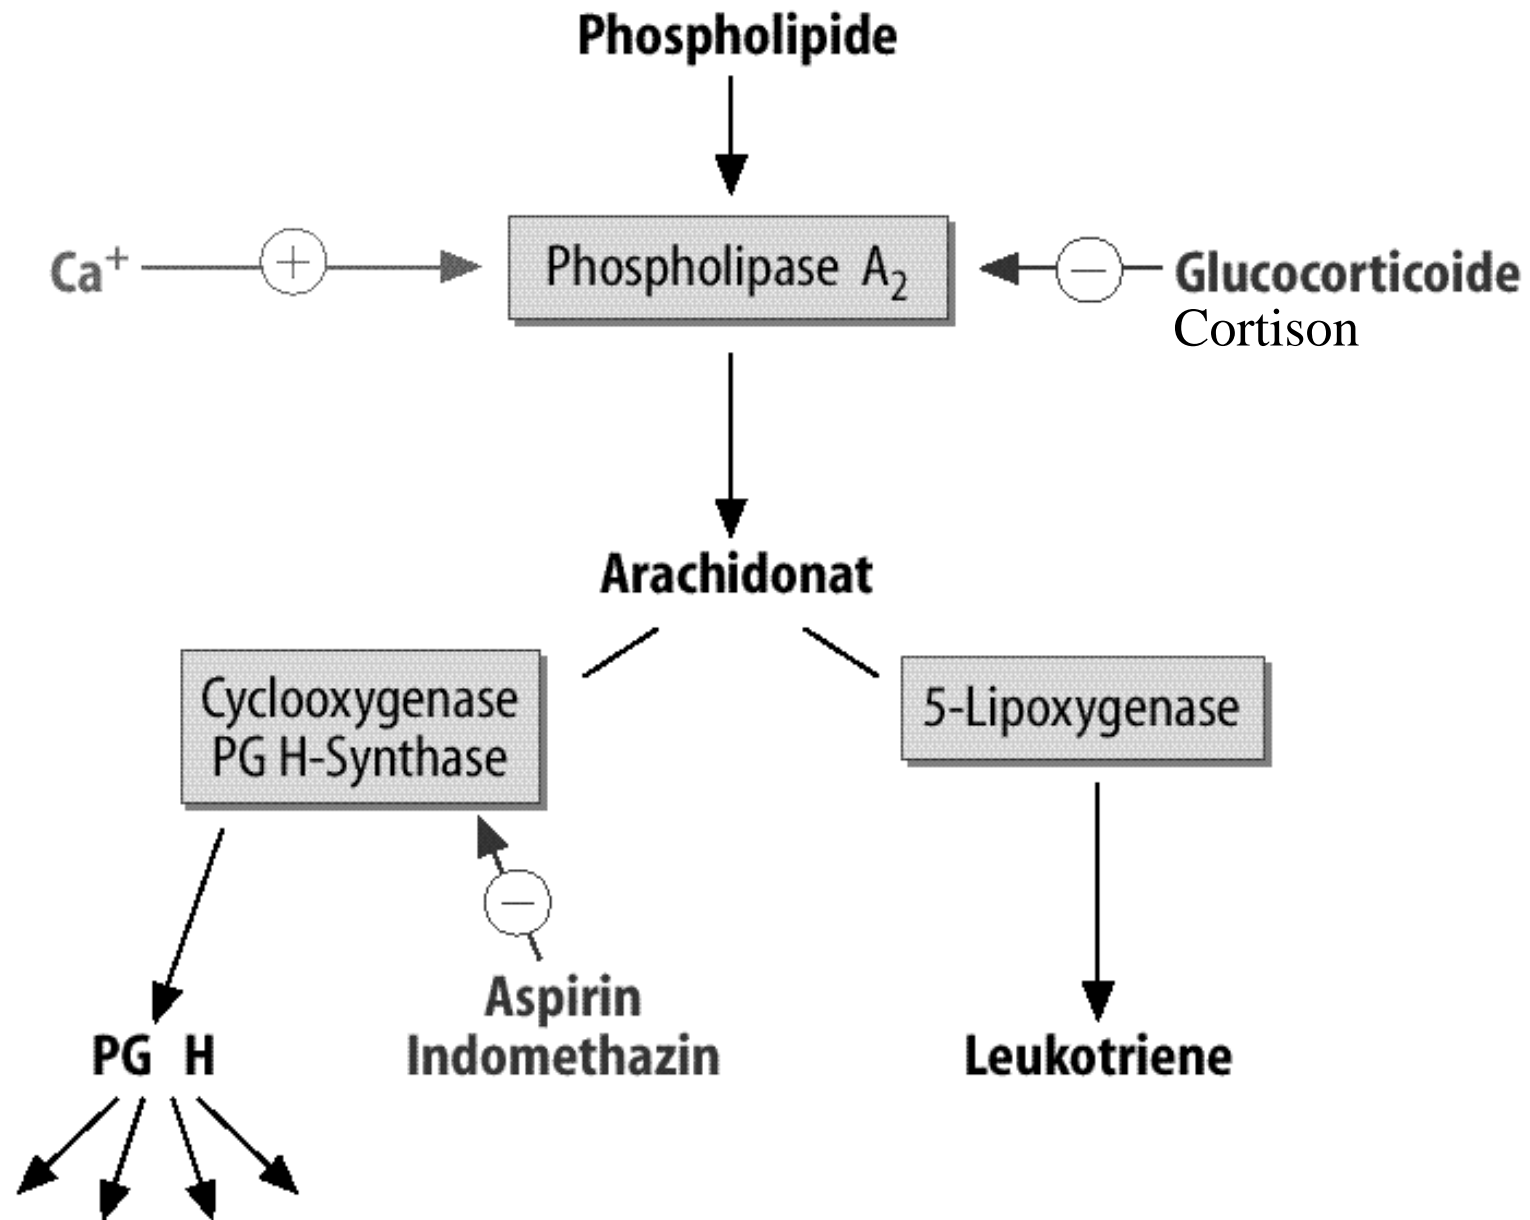 Phospholipide
Ca⁺
+
Phospholipase A₂
−
Glucocorticoide
Cortison
Arachidonat
Cyclooxygenase
PG H-Synthase
5-Lipoxygenase
−
Aspirin
Indomethazin
PG H
Leukotriene